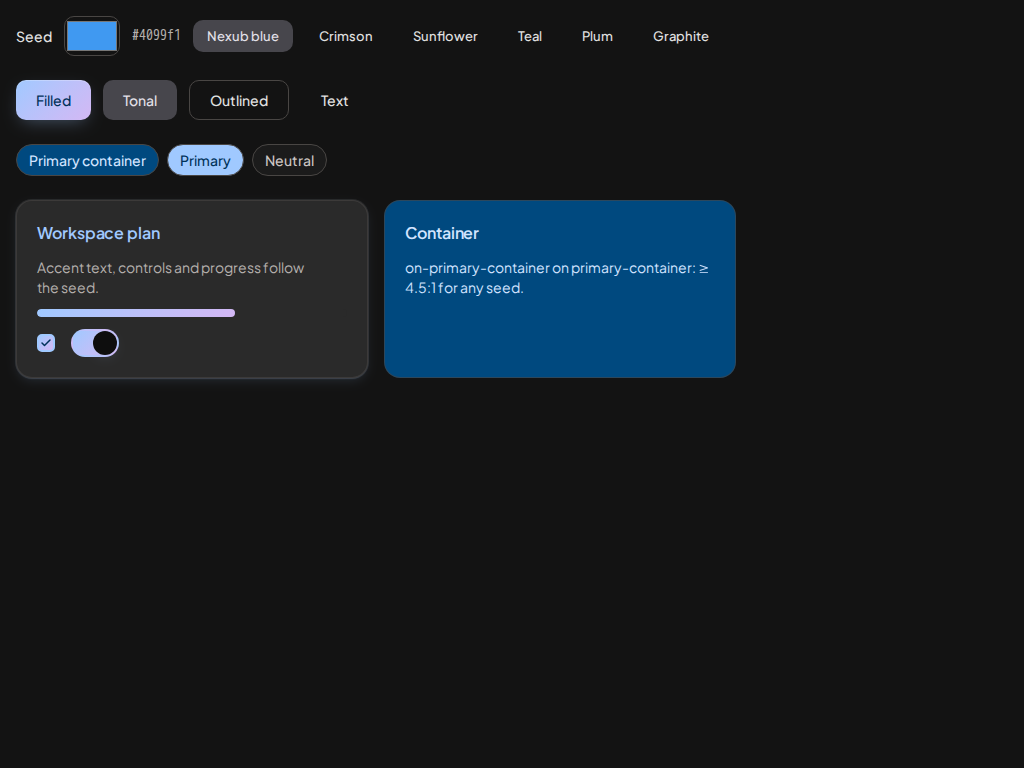 Seed #4099f1 Nexub blue Crimson Sunflower Teal Plum Graphite
Filled Tonal Outlined Text
Primary container Primary Neutral
Workspace plan
Accent text, controls and progress follow
the seed.
Container
on-primary-container on primary-container: ≥
4.5:1 for any seed.